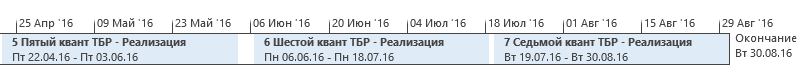 25 Апр '16 09 Май '16 23 Май '16 06 Июн '16 20 Июн '16 04 Июл '16 18 Июл '16 01 Авг '16 15 Авг '16 29 Авг '16
5 Пятый квант ТБР - Реализация 6 Шестой квант ТБР - Реализация 7 Седьмой квант ТБР - Реализация Окончание
Пт 22.04.16 - Пт 03.06.16 Пн 06.06.16 - Пн 18.07.16 Вт 19.07.16 - Вт 30.08.16 Вт 30.08.16